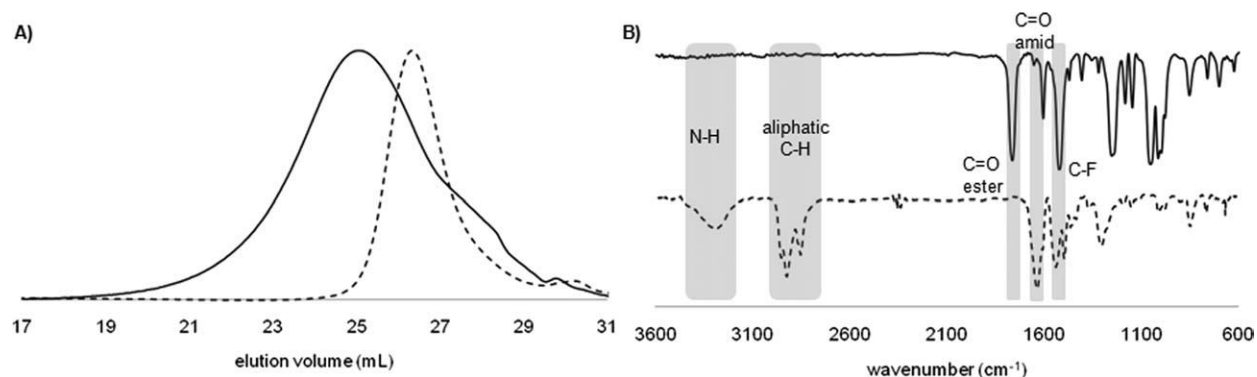 A)
17 19 21 23 25 27 29 31
elution volume (mL)
B)
C=O
amid
N-H
aliphatic
C-H
C=O
ester
C-F
3600 3100 2600 2100 1600 1100 600
wavenumber (cm⁻¹)